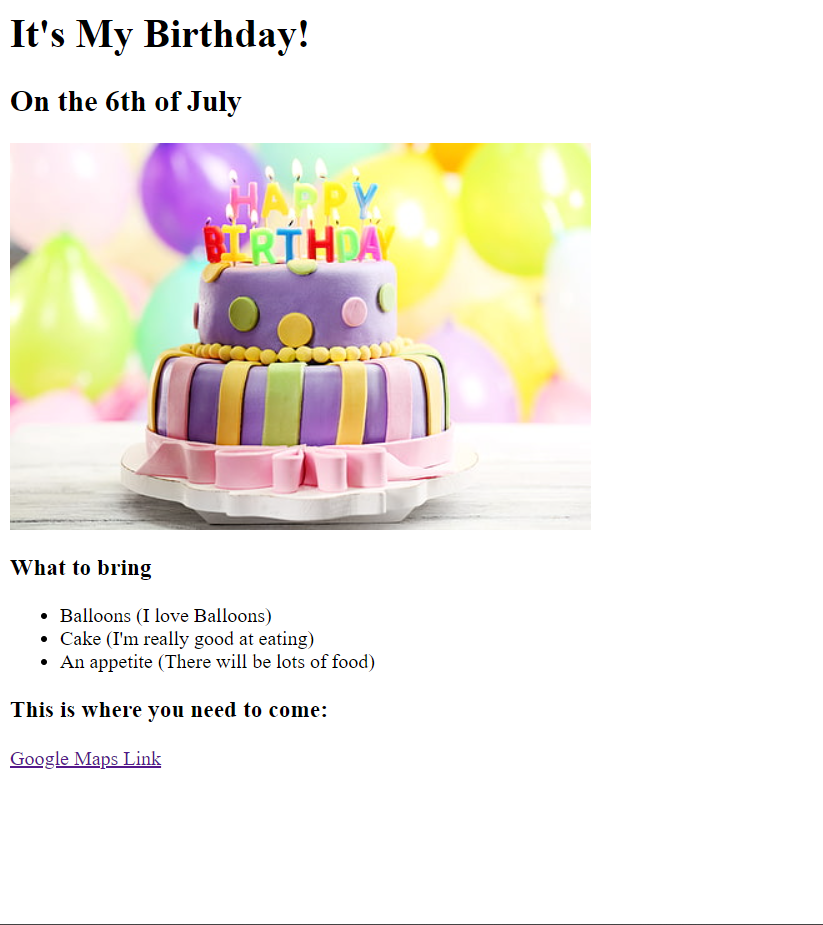 It's My Birthday!
On the 6th of July
HAPPY
BIRTHDAY
What to bring
Balloons (I love Balloons)
Cake (I'm really good at eating)
An appetite (There will be lots of food)
This is where you need to come:
Google Maps Link